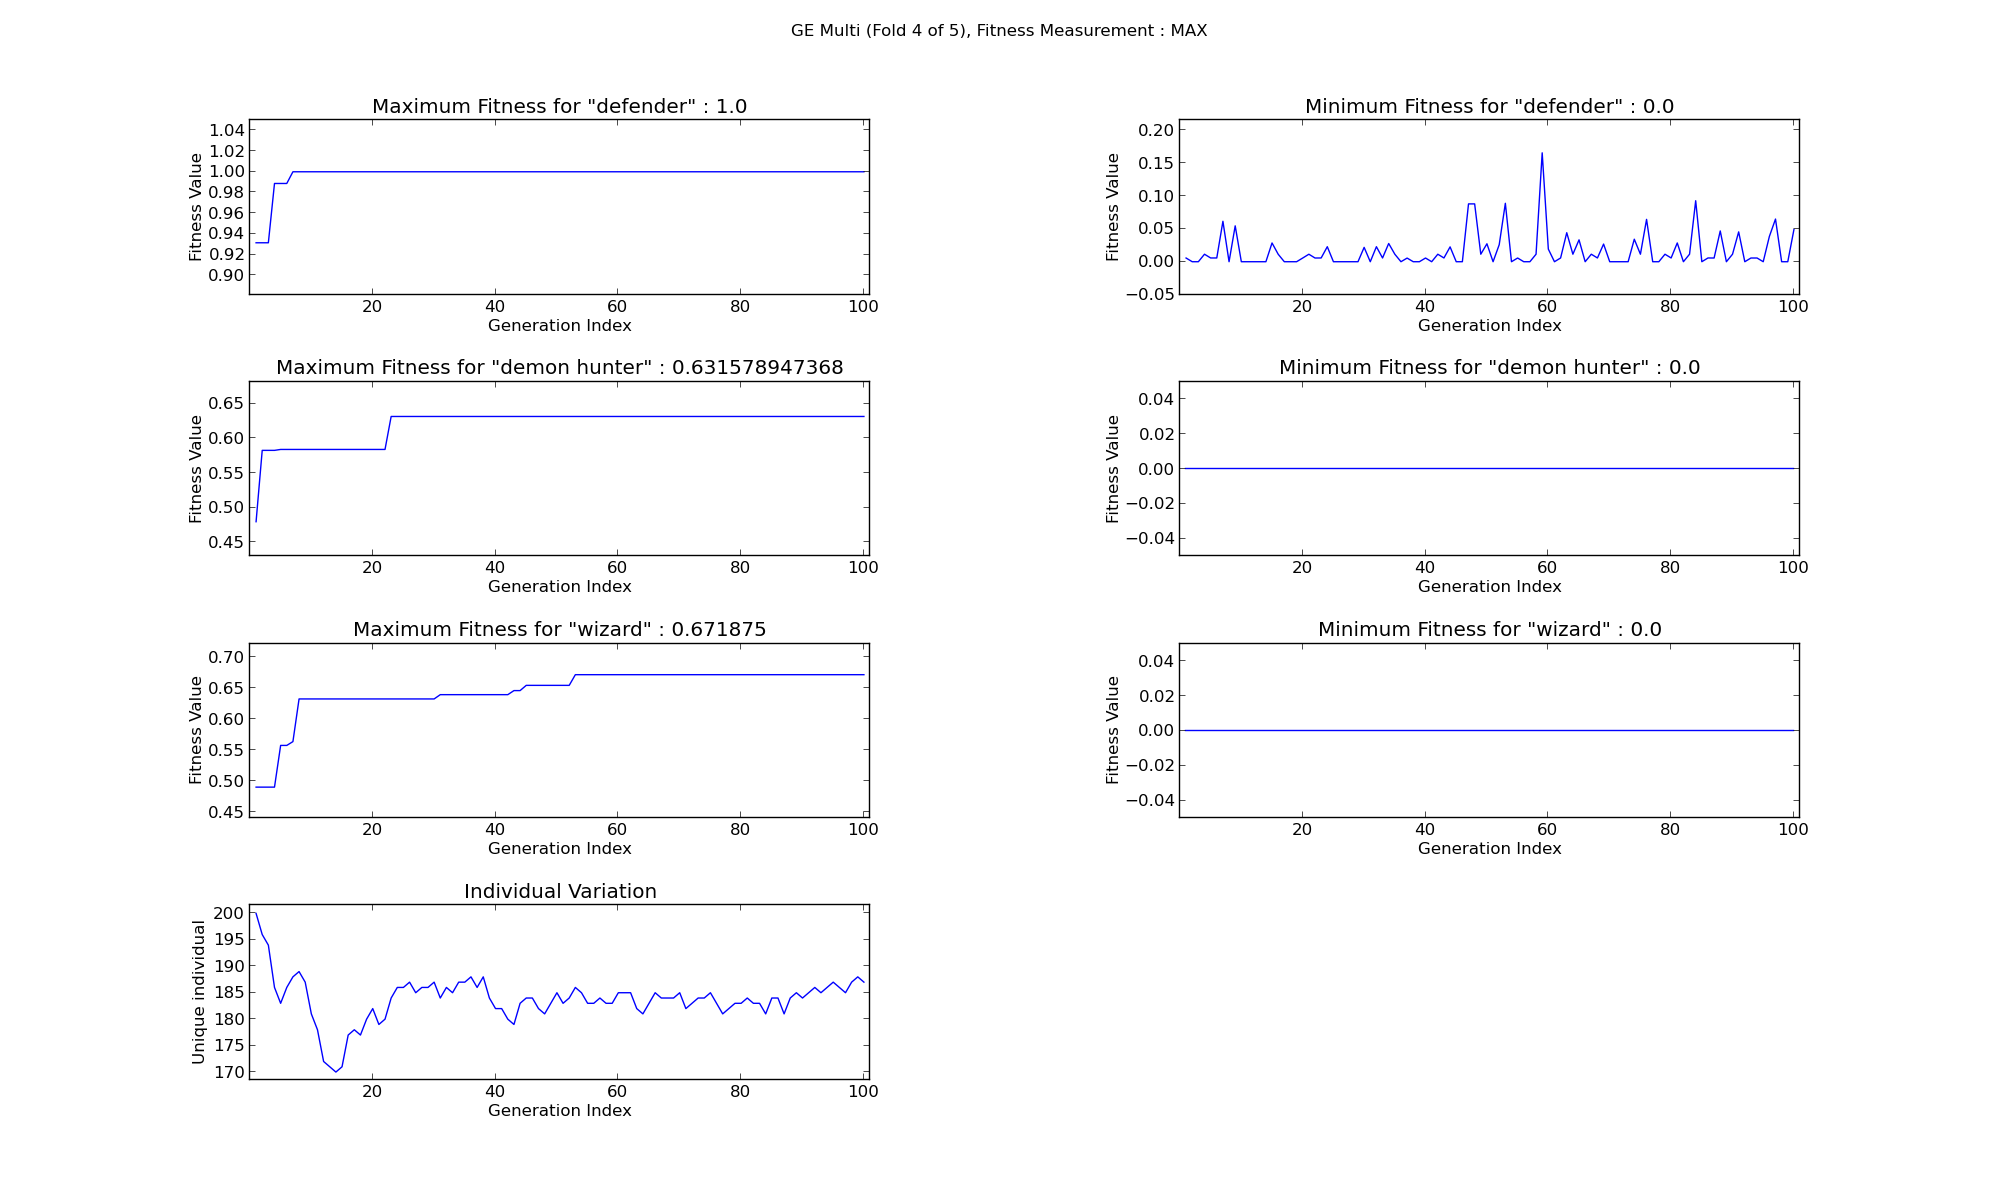 GE Multi (Fold 4 of 5), Fitness Measurement : MAX
Maximum Fitness for "defender" : 1.0
1.04
1.02
1.00
0.98
0.96
0.94
0.92
0.90
Fitness Value
20 40 60 80 100
Generation Index
Minimum Fitness for "defender" : 0.0
0.20
0.15
0.10
0.05
0.00
−0.05
Fitness Value
20 40 60 80 100
Generation Index
Maximum Fitness for "demon hunter" : 0.631578947368
0.65
0.60
0.55
0.50
0.45
Fitness Value
20 40 60 80 100
Generation Index
Minimum Fitness for "demon hunter" : 0.0
0.04
0.02
0.00
−0.02
−0.04
Fitness Value
20 40 60 80 100
Generation Index
Maximum Fitness for "wizard" : 0.671875
0.70
0.65
0.60
0.55
0.50
0.45
Fitness Value
20 40 60 80 100
Generation Index
Minimum Fitness for "wizard" : 0.0
0.04
0.02
0.00
−0.02
−0.04
Fitness Value
20 40 60 80 100
Generation Index
Individual Variation
200
195
190
185
180
175
170
Unique individual
20 40 60 80 100
Generation Index